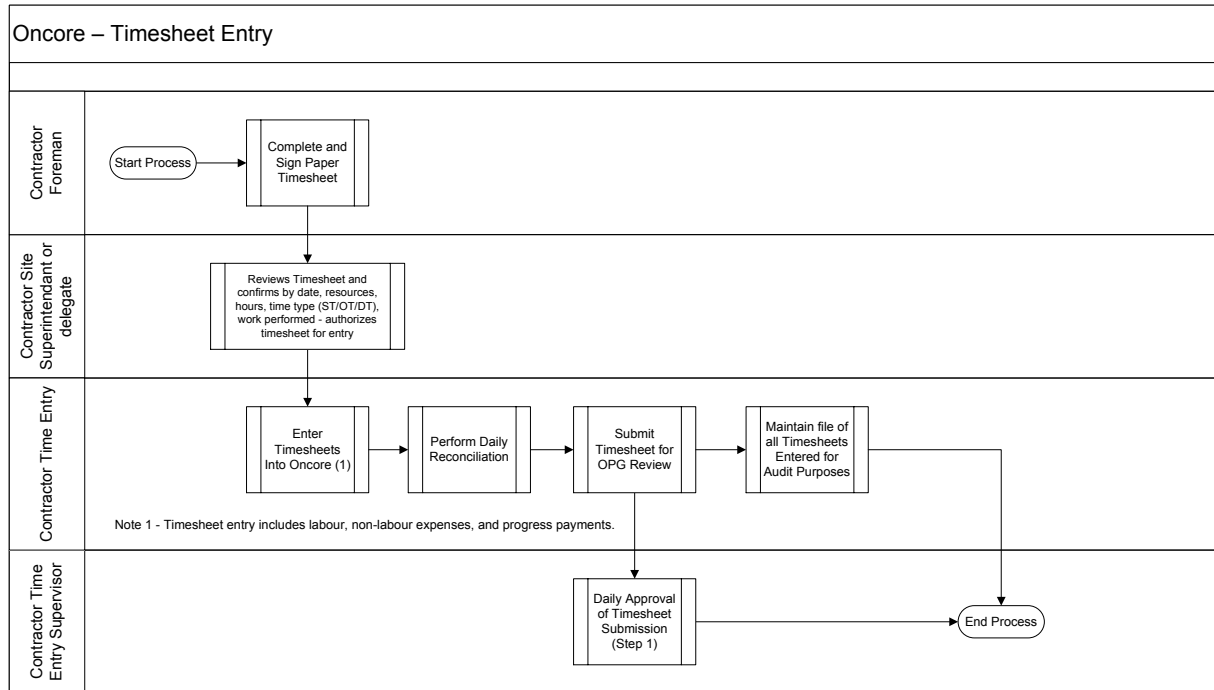 Oncore – Timesheet Entry
Contractor
Foreman
Start Process
Complete and
Sign Paper
Timesheet
Contractor Site
Superintendant or
delegate
Reviews Timesheet and
confirms by date, resources,
hours, time type (ST/OT/DT),
work performed - authorizes
timesheet for entry
Contractor Time Entry
Enter
Timesheets
Into Oncore (1)
Perform Daily
Reconciliation
Submit
Timesheet for
OPG Review
Maintain file of
all Timesheets
Entered for
Audit Purposes
Note 1 - Timesheet entry includes labour, non-labour expenses, and progress payments.
Contractor Time
Entry Supervisor
Daily Approval
of Timesheet
Submission
(Step 1)
End Process